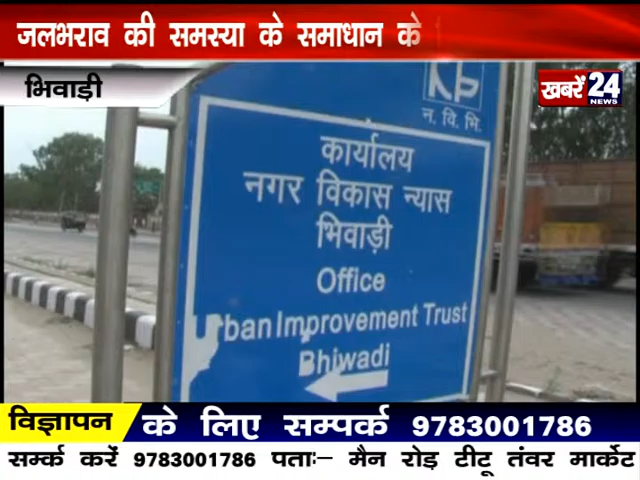 जलभराव की समस्या के समाधान के
भिवाड़ी
खबरें 24
NEWS
न. वि. भि.
कार्यालय
नगर विकास न्यास
भिवाड़ी
Office
Urban Improvement Trust
Bhiwadi
विज्ञापन के लिए सम्पर्क 9783001786
सर्म्क करें 9783001786 पताः- मैन रोड़ टीटू तंवर मार्केट